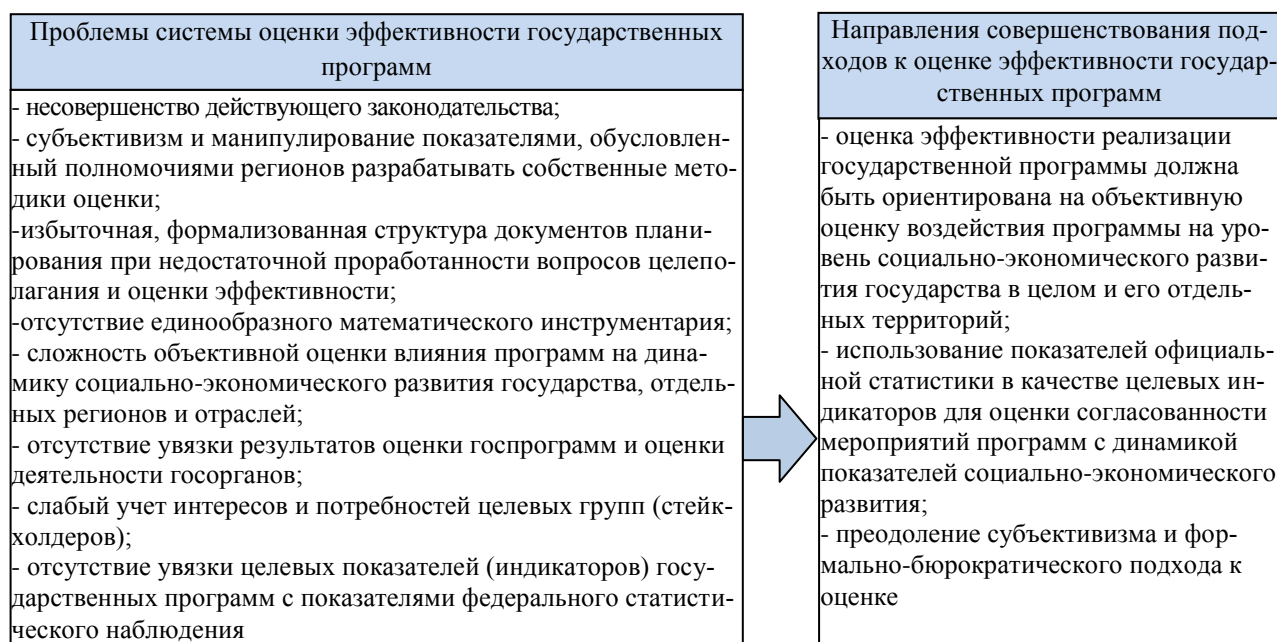 Проблемы системы оценки эффективности государственных
программ
- несовершенство действующего законодательства;
- субъективизм и манипулирование показателями, обусловлен-
ный полномочиями регионов разрабатывать собственные мето-
дики оценки;
-избыточная, формализованная структура документов плани-
рования при недостаточной проработанности вопросов целепо-
лагания и оценки эффективности;
-отсутствие единообразного математического инструментария;
- сложность объективной оценки влияния программ на дина-
мику социально-экономического развития государства, отдель-
ных регионов и отраслей;
- отсутствие увязки результатов оценки госпрограмм и оценки
деятельности госорганов;
- слабый учет интересов и потребностей целевых групп (стейк-
холдеров);
- отсутствие увязки целевых показателей (индикаторов) госу-
дарственных программ с показателями федерального статисти-
ческого наблюдения
Направления совершенствования под-
ходов к оценке эффективности государ-
ственных программ
- оценка эффективности реализации
государственной программы должна
быть ориентирована на объективную
оценку воздействия программы на уро-
вень социально-экономического разви-
тия государства в целом и его отдель-
ных территорий;
- использование показателей официаль-
ной статистики в качестве целевых ин-
дикаторов для оценки согласованности
мероприятий программ с динамикой
показателей социально-экономического
развития;
- преодоление субъективизма и фор-
мально-бюрократического подхода к
оценке